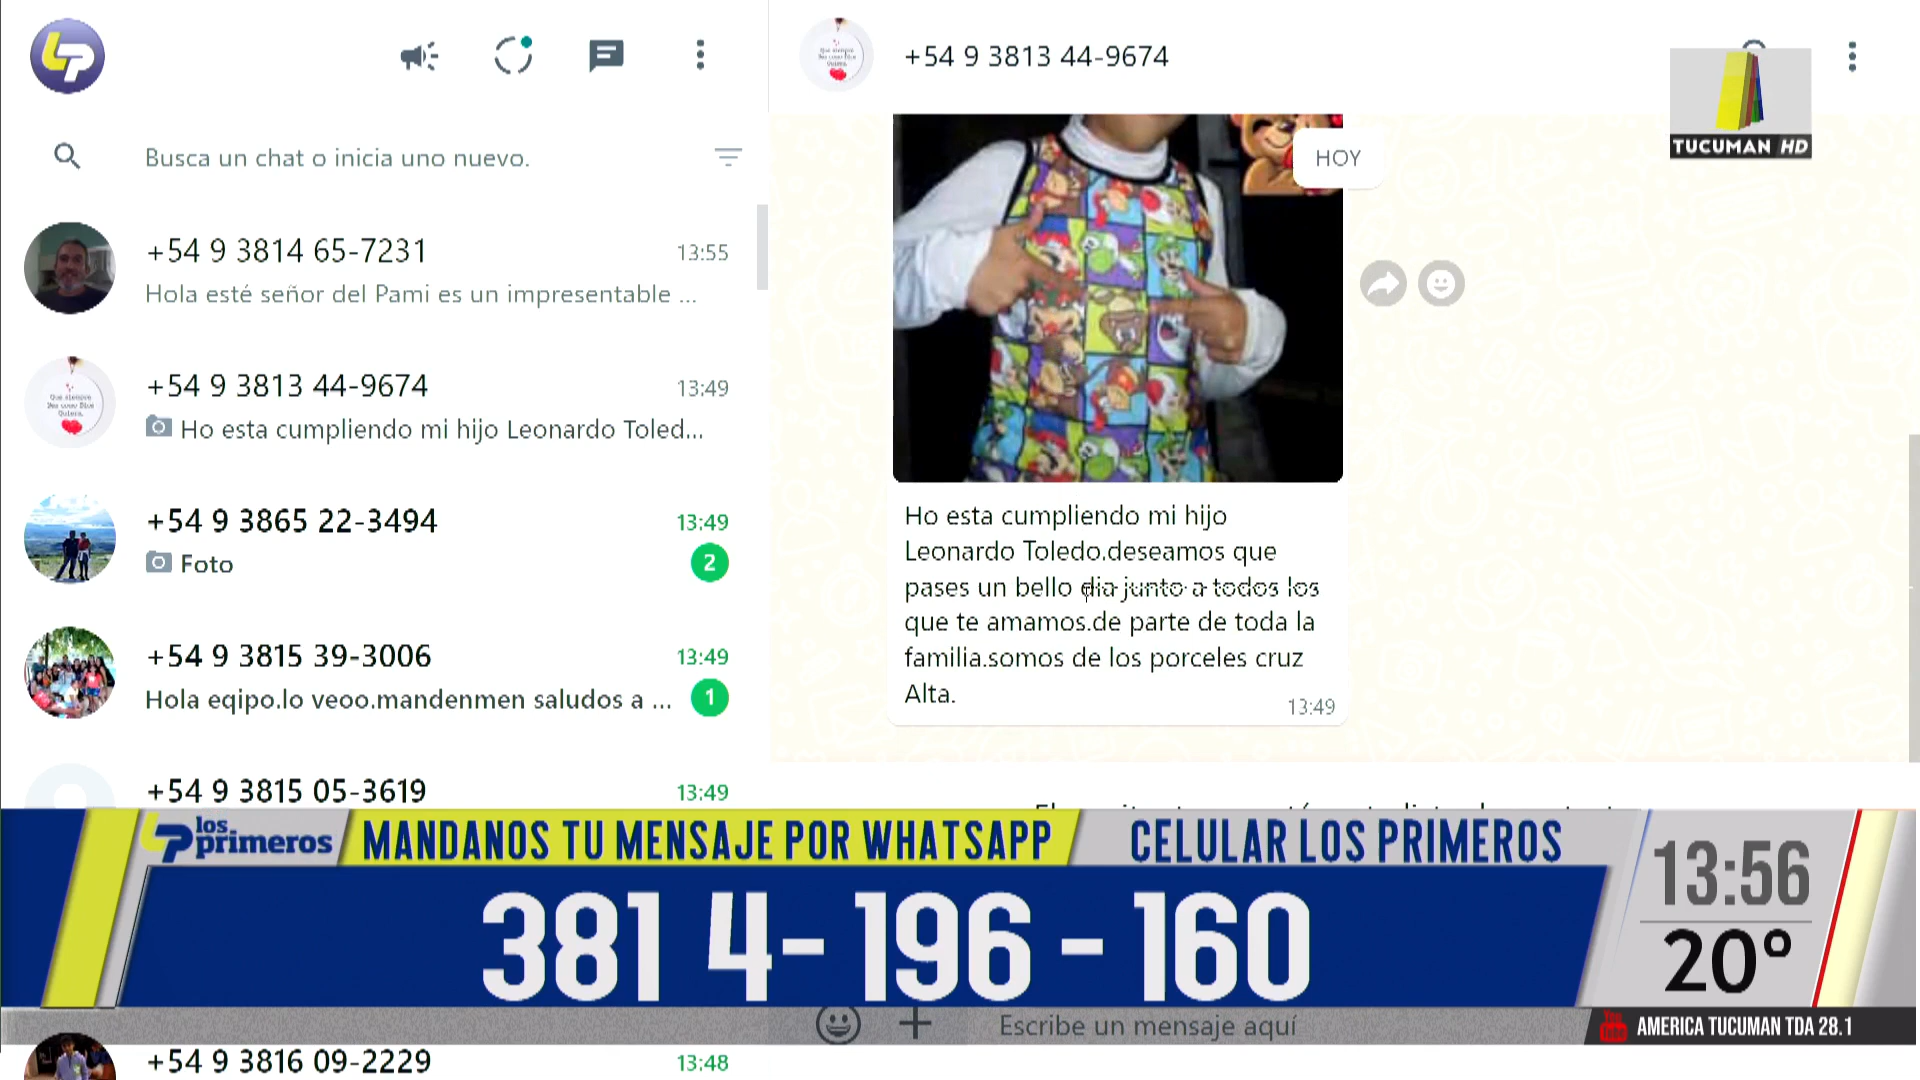 +54 9 3813 44-9674
TUCUMAN HD
Busca un chat o inicia uno nuevo.
HOY
+54 9 3814 65-7231
13:55
Hola esté señor del Pami es un impresentable ...
+54 9 3813 44-9674
13:49
Ho esta cumpliendo mi hijo Leonardo Toled...
+54 9 3865 22-3494
13:49
Foto
2
+54 9 3815 39-3006
13:49
Hola eqipo.lo veoo.mandenmen saludos a ...
1
+54 9 3815 05-3619
13:49
Ho esta cumpliendo mi hijo
Leonardo Toledo.deseamos que
pases un bello dia junto a todos los
que te amamos.de parte de toda la
familia.somos de los porceles cruz
Alta.
13:49
LP los primeros
MANDANOS TU MENSAJE POR WHATSAPP
CELULAR LOS PRIMEROS
381 4- 196 - 160
13:56
20°
Escribe un mensaje aquí
You Tube AMERICA TUCUMAN TDA 28.1
+54 9 3816 09-2229
13:48